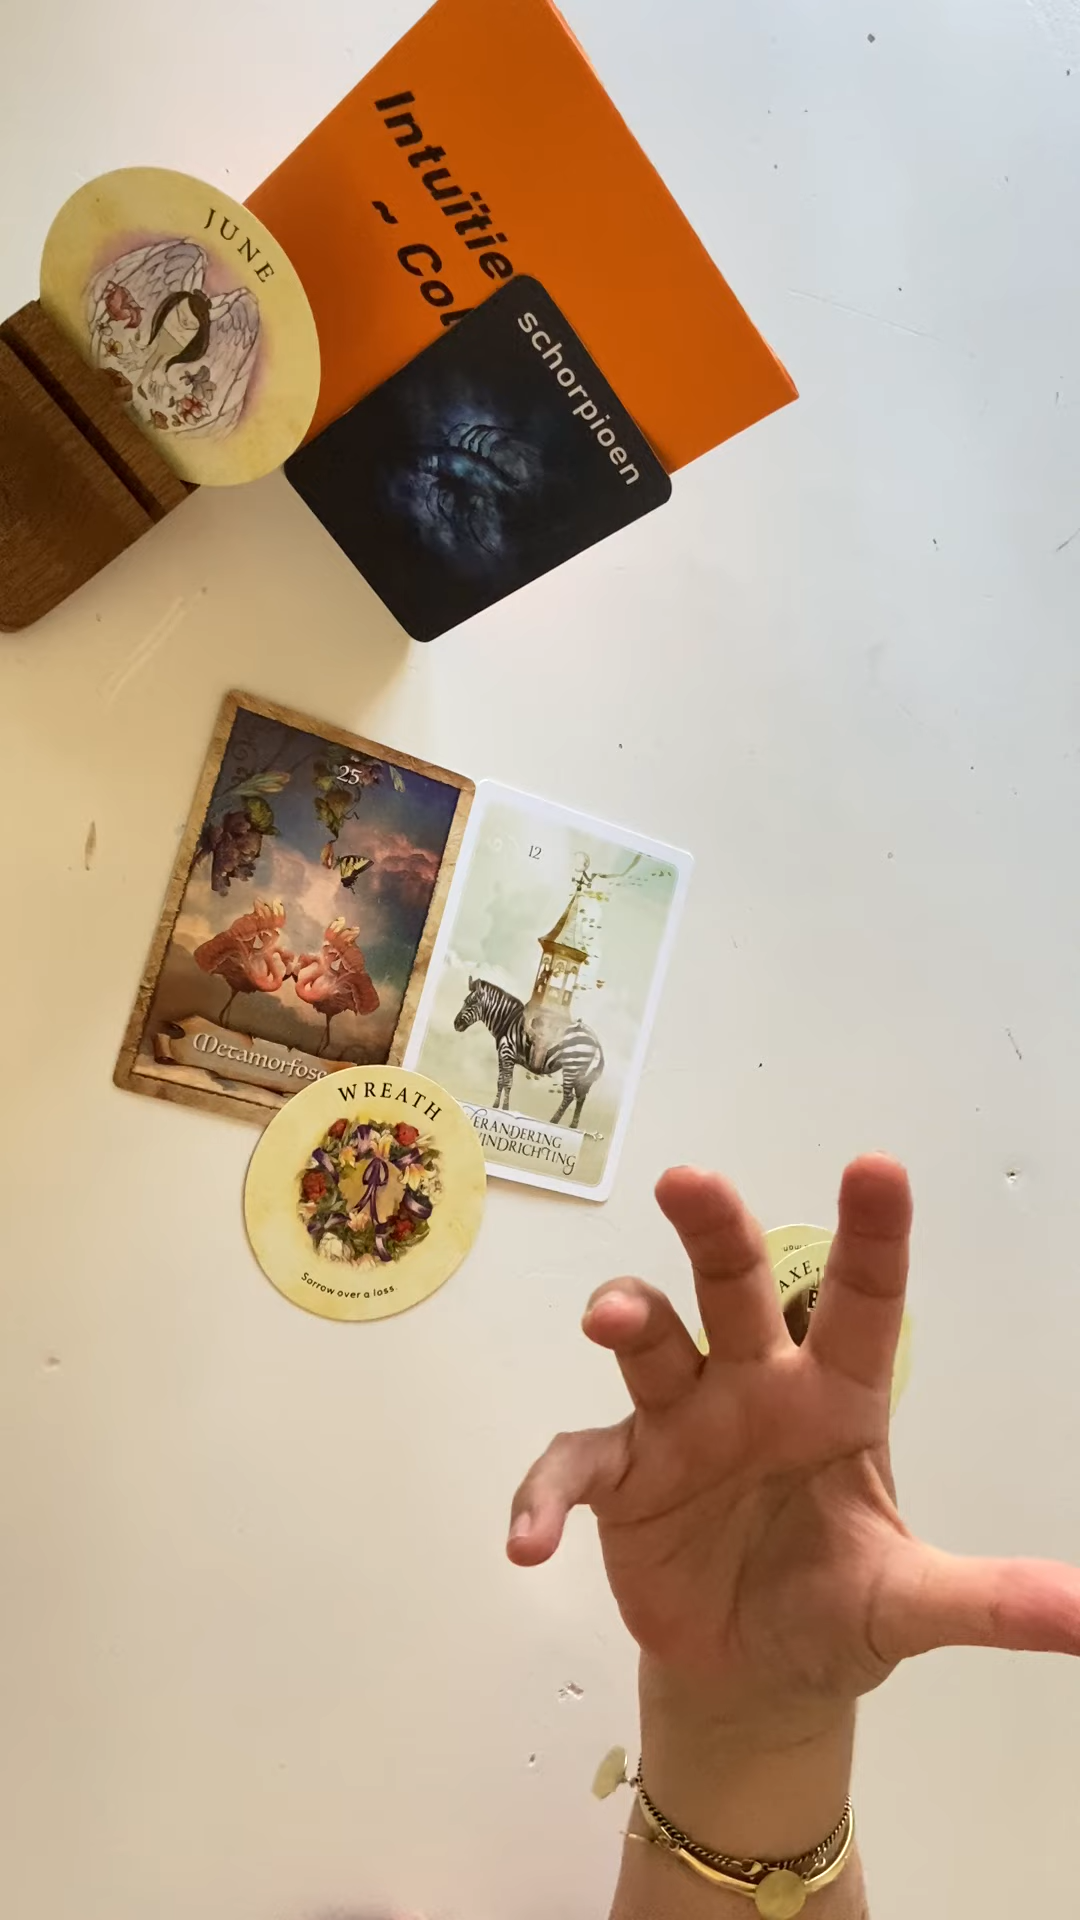 Intuïtie
~ Co
JUNE
schorpioen
25
Metamorfose
12
VERANDERING
WINDRICHTING
WREATH
Sorrow over a loss.
AXE